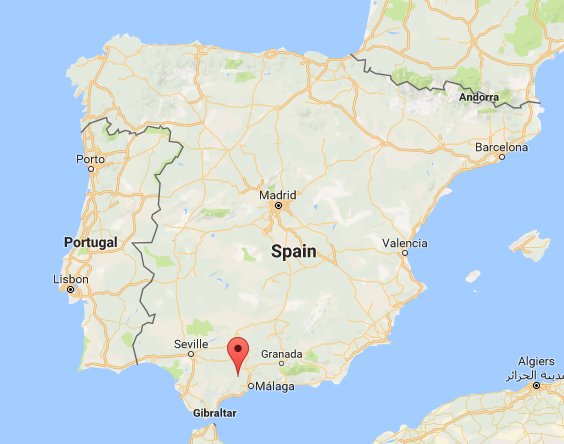 Andorra
Barcelona
Porto
Madrid
Portugal
Spain
Valencia
Lisbon
Seville
Granada
Algiers
مدينة الجزائر
Málaga
Gibraltar